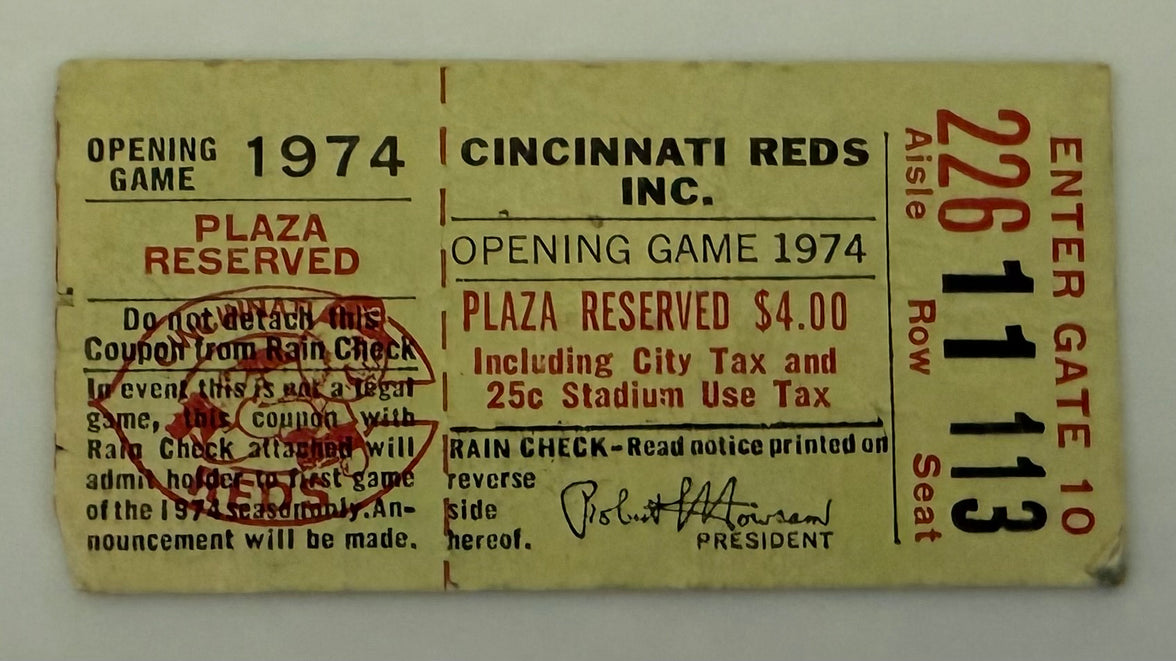 OPENING
GAME
1974
PLAZA
RESERVED
CINCINNATI
REDS
Do not detach this
Coupon from Rain Check
In event this is not a legal
game, this coupon with
Rain Check attached will
admit holder to first game
of the 1974 season only. An-
nouncement will be made.
CINCINNATI REDS
INC.
OPENING GAME 1974
PLAZA RESERVED $4.00
Including City Tax and
25c Stadium Use Tax
RAIN CHECK-Read notice printed on
reverse
side
hereof.
Robert L Howsam
PRESIDENT
226 11 113
Aisle Row Seat
ENTER GATE 10